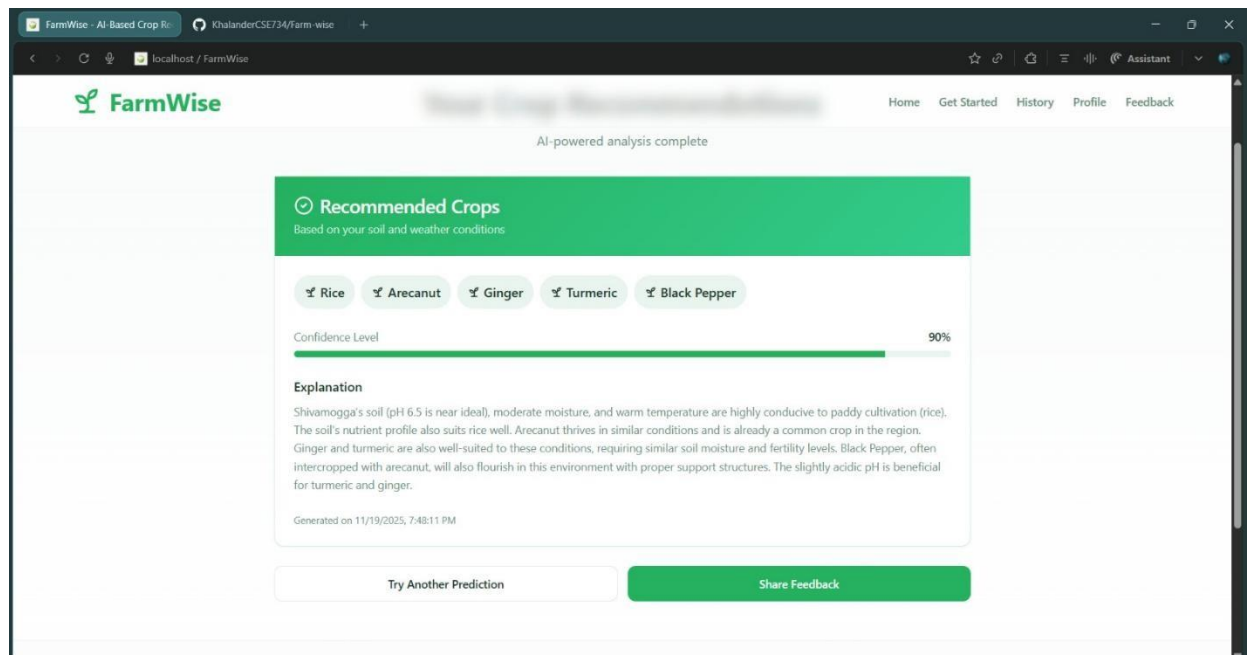 FarmWise - AI-Based Crop Re
KhalanderCSE734/Farm-wise
localhost / FarmWise
Assistant
FarmWise
Your Crop Recommendations
Home Get Started History Profile Feedback
AI-powered analysis complete
Recommended Crops
Based on your soil and weather conditions
Rice Arecanut Ginger Turmeric Black Pepper
Confidence Level 90%
Explanation
Shivamogga's soil (pH 6.5 is near ideal), moderate moisture, and warm temperature are highly conducive to paddy cultivation (rice).
The soil's nutrient profile also suits rice well. Arecanut thrives in similar conditions and is already a common crop in the region.
Ginger and turmeric are also well-suited to these conditions, requiring similar soil moisture and fertility levels. Black Pepper, often
intercropped with arecanut, will also flourish in this environment with proper support structures. The slightly acidic pH is beneficial
for turmeric and ginger.
Generated on 11/19/2025, 7:48:11 PM
Try Another Prediction
Share Feedback